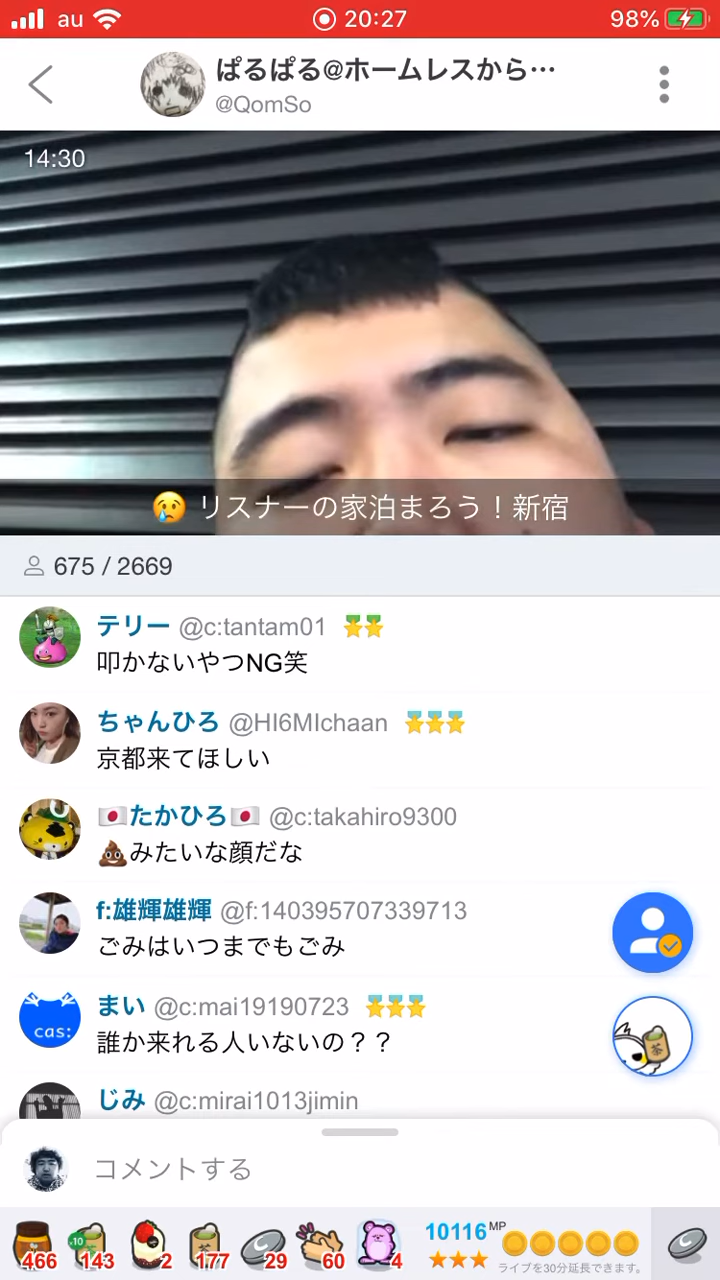 au 20:27 98%
ぱるぱる@ホームレスから…
@QomSo
14:30
😢 リスナーの家泊まろう！新宿
675 / 2669
テリー @c:tantam01
叩かないやつNG笑
ちゃんひろ @HI6MIchaan
京都来てほしい
🇯🇵たかひろ🇯🇵 @c:takahiro9300
💩みたいな顔だな
f:雄輝雄輝 @f:140395707339713
ごみはいつまでもごみ
cas:
まい @c:mai19190723
誰か来れる人いないの？？
茶
じみ @c:mirai1013jimin
コメントする
466 ×10 143 2 177 29 60 4 10116 MP
ライブを30分延長できます。